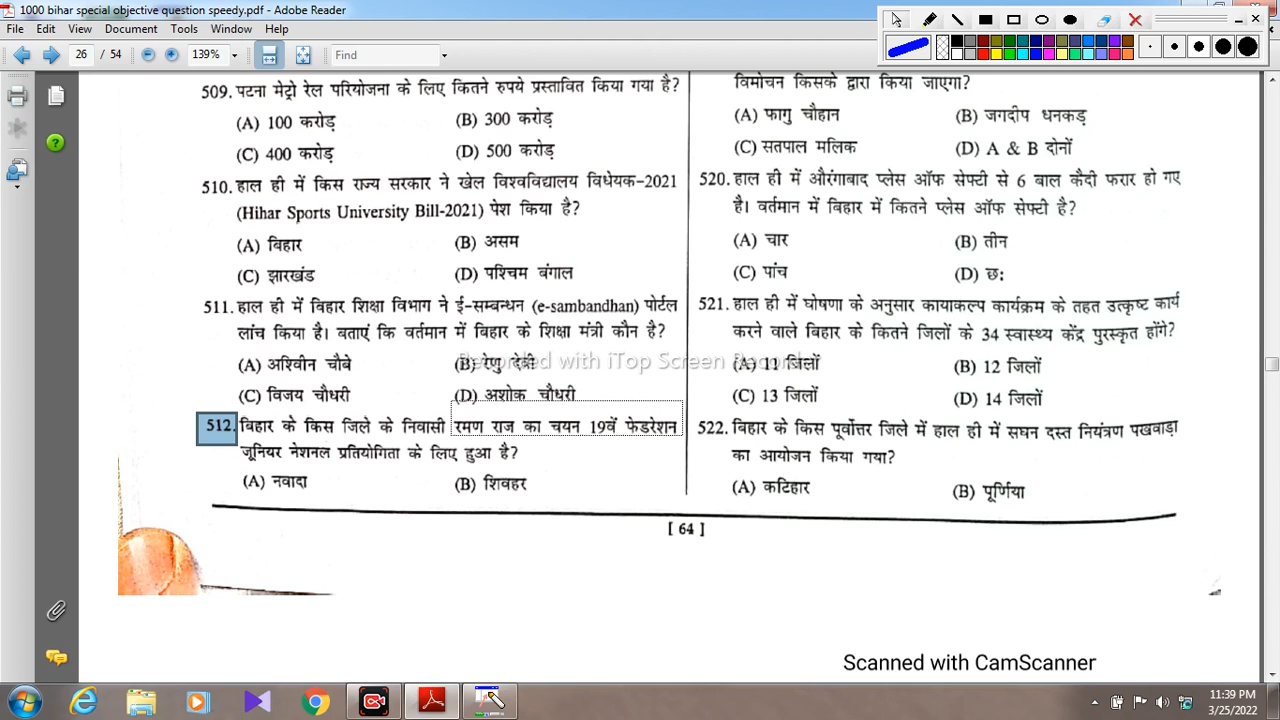 1000 bihar special objective question speedy.pdf - Adobe Reader
File Edit View Document Tools Window Help
26 / 54 139% Find
509. पटना मेट्रो रेल परियोजना के लिए कितने रुपये प्रस्तावित किया गया है?
(A) 100 करोड़ (B) 300 करोड़
(C) 400 करोड़ (D) 500 करोड़
510. हाल ही में किस राज्य सरकार ने खेल विश्वविद्यालय विधेयक-2021
(Hihar Sports University Bill-2021) पेश किया है?
(A) बिहार (B) असम
(C) झारखंड (D) पश्चिम बंगाल
511. हाल ही में बिहार शिक्षा विभाग ने ई-सम्बन्धन (e-sambandhan) पोर्टल
लांच किया है। बताएं कि वर्तमान में बिहार के शिक्षा मंत्री कौन है?
(A) अश्विीन चौबे (B) रेणु देवी
(C) विजय चौधरी (D) अशोक चौधरी
512. बिहार के किस जिले के निवासी रमण राज का चयन 19वें फेडरेशन
जूनियर नेशनल प्रतियोगिता के लिए हुआ है?
(A) नवादा (B) शिवहर
विमोचन किसके द्वारा किया जाएगा?
(A) फागु चौहान (B) जगदीप धनकड़
(C) सतपाल मलिक (D) A & B दोनों
520. हाल ही में औरंगाबाद प्लेस ऑफ सेफ्टी से 6 बाल कैदी फरार हो गए
है। वर्तमान में बिहार में कितने प्लेस ऑफ सेफ्टी है?
(A) चार (B) तीन
(C) पांच (D) छः
521. हाल ही में घोषणा के अनुसार कायाकल्प कार्यक्रम के तहत उत्कृष्ट कार्य
करने वाले बिहार के कितने जिलों के 34 स्वास्थ्य केंद्र पुरस्कृत होंगे?
(A) 11 जिलों (B) 12 जिलों
(C) 13 जिलों (D) 14 जिलों
522. बिहार के किस पूर्वोत्तर जिले में हाल ही में सघन दस्त नियंत्रण पखवाड़ा
का आयोजन किया गया?
(A) कटिहार (B) पूर्णिया
Recorded with iTop Screen Recorder
[ 64 ]
Scanned with CamScanner
11:39 PM
3/25/2022